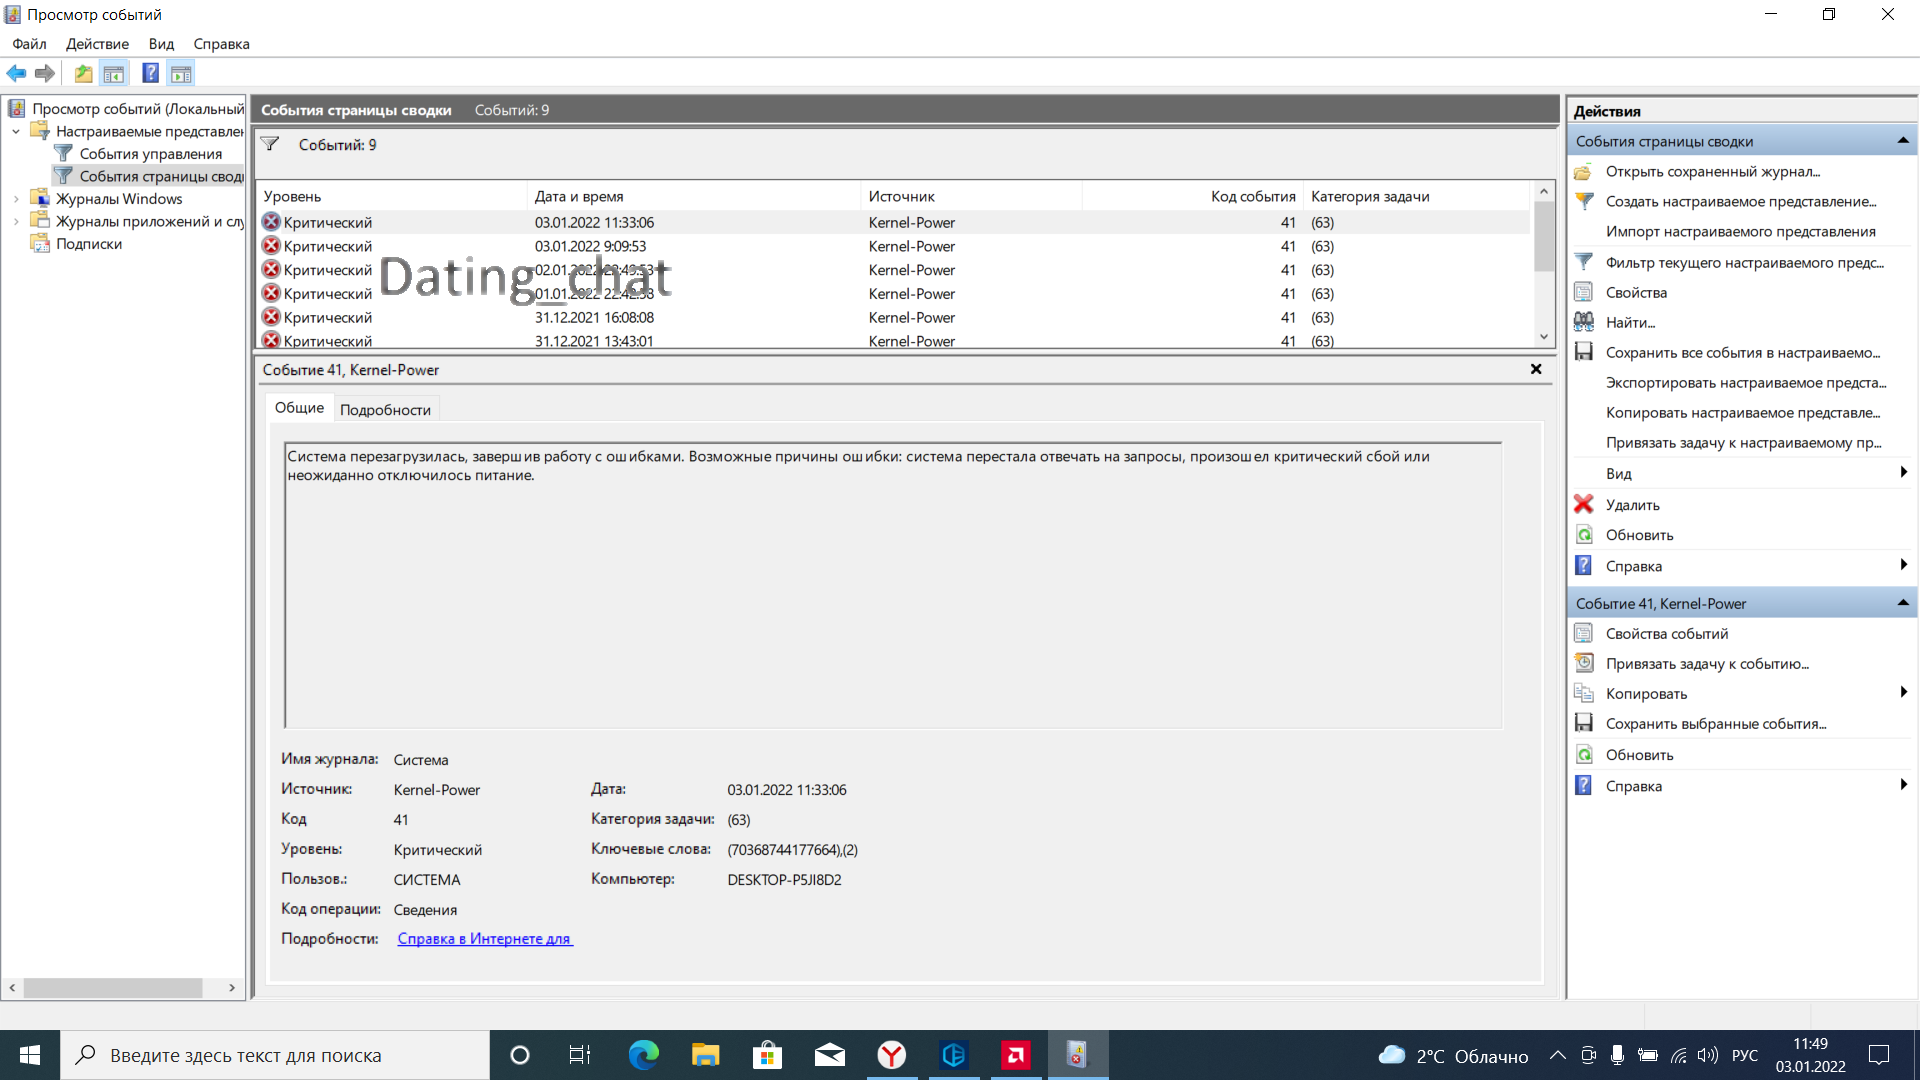 Просмотр событий
Файл Действие Вид Справка
Просмотр событий (Локальный
Настраиваемые представлен
События управления
События страницы сводк
Журналы Windows
Журналы приложений и слу
Подписки
События страницы сводки Событий: 9
Событий: 9
Уровень Дата и время Источник Код события Категория задачи
Критический 03.01.2022 11:33:06 Kernel-Power 41 (63)
Критический 03.01.2022 9:09:53 Kernel-Power 41 (63)
Критический 02.01.2022 Kernel-Power 41 (63)
Dating_chat
Критический 01.01.2022 Kernel-Power 41 (63)
Критический 31.12.2021 16:08:08 Kernel-Power 41 (63)
Критический 31.12.2021 13:43:01 Kernel-Power 41 (63)
Событие 41, Kernel-Power
Общие Подробности
Система перезагрузилась, завершив работу с ошибками. Возможные причины ошибки: система перестала отвечать на запросы, произошел критический сбой или
неожиданно отключилось питание.
Имя журнала: Система
Источник: Kernel-Power Дата: 03.01.2022 11:33:06
Код 41 Категория задачи: (63)
Уровень: Критический Ключевые слова: (70368744177664),(2)
Пользов.: СИСТЕМА Компьютер: DESKTOP-P5JI8D2
Код операции: Сведения
Подробности: Справка в Интернете для
Действия
События страницы сводки
Открыть сохраненный журнал...
Создать настраиваемое представление...
Импорт настраиваемого представления
Фильтр текущего настраиваемого предс...
Свойства
Найти...
Сохранить все события в настраиваемо...
Экспортировать настраиваемое предста...
Копировать настраиваемое представле...
Привязать задачу к настраиваемому пр...
Вид
Удалить
Обновить
Справка
Событие 41, Kernel-Power
Свойства событий
Привязать задачу к событию...
Копировать
Сохранить выбранные события...
Обновить
Справка
Введите здесь текст для поиска
2°C Облачно
РУС
11:49
03.01.2022